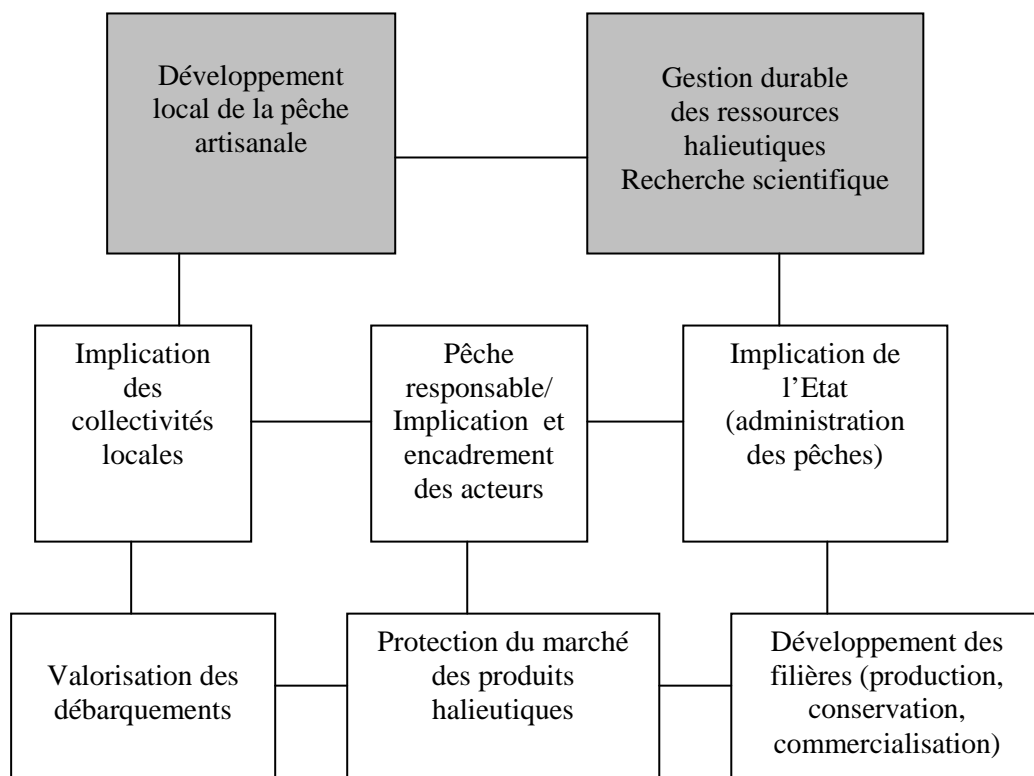 Développement
local de la pêche
artisanale
Gestion durable
des ressources
halieutiques
Recherche scientifique
Implication
des
collectivités
locales
Pêche
responsable/
Implication et
encadrement
des acteurs
Implication de
l’Etat
(administration
des pêches)
Valorisation des
débarquements
Protection du marché
des produits
halieutiques
Développement des
filières (production,
conservation,
commercialisation)